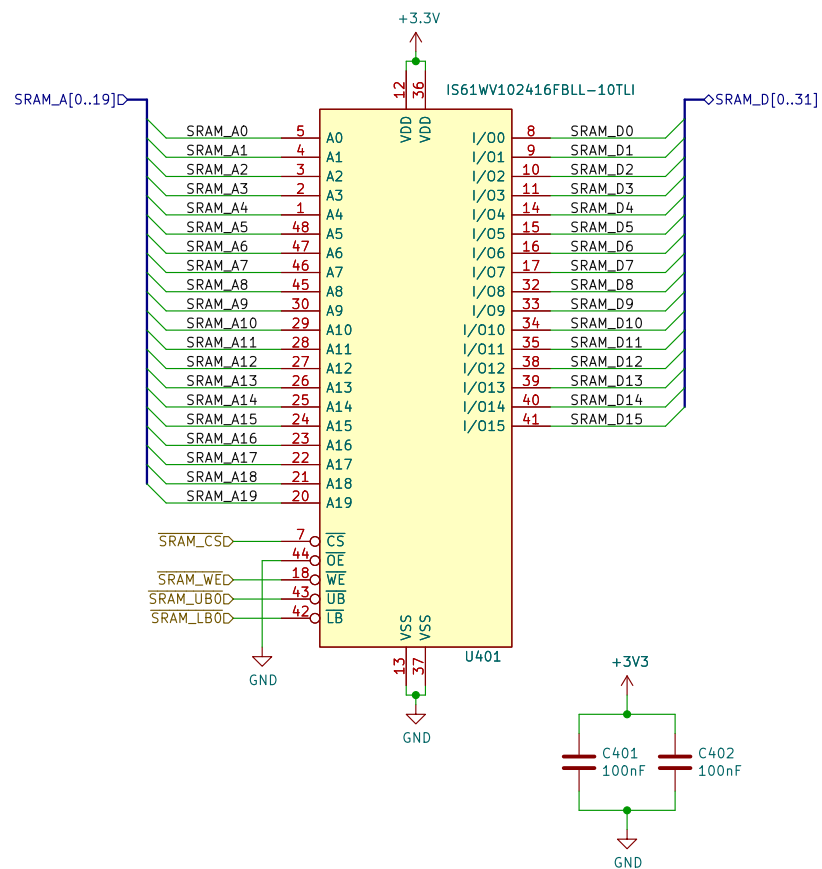 +3.3V
12
36
IS61WV102416FBLL-10TLI
SRAM_A[0..19]
SRAM_D[0..31]
VDD
VDD
SRAM_A0 5 A0 I/O0 8 SRAM_D0
SRAM_A1 4 A1 I/O1 9 SRAM_D1
SRAM_A2 3 A2 I/O2 10 SRAM_D2
SRAM_A3 2 A3 I/O3 11 SRAM_D3
SRAM_A4 1 A4 I/O4 14 SRAM_D4
SRAM_A5 48 A5 I/O5 15 SRAM_D5
SRAM_A6 47 A6 I/O6 16 SRAM_D6
SRAM_A7 46 A7 I/O7 17 SRAM_D7
SRAM_A8 45 A8 I/O8 32 SRAM_D8
SRAM_A9 30 A9 I/O9 33 SRAM_D9
SRAM_A10 29 A10 I/O10 34 SRAM_D10
SRAM_A11 28 A11 I/O11 35 SRAM_D11
SRAM_A12 27 A12 I/O12 38 SRAM_D12
SRAM_A13 26 A13 I/O13 39 SRAM_D13
SRAM_A14 25 A14 I/O14 40 SRAM_D14
SRAM_A15 24 A15 I/O15 41 SRAM_D15
SRAM_A16 23 A16
SRAM_A17 22 A17
SRAM_A18 21 A18
SRAM_A19 20 A19
SRAM_CS 7 CS
44 OE
SRAM_WE 18 WE
SRAM_UB0 43 UB
SRAM_LB0 42 LB
VSS
VSS
13
37
U401
GND
GND
+3V3
C401
100nF
C402
100nF
GND